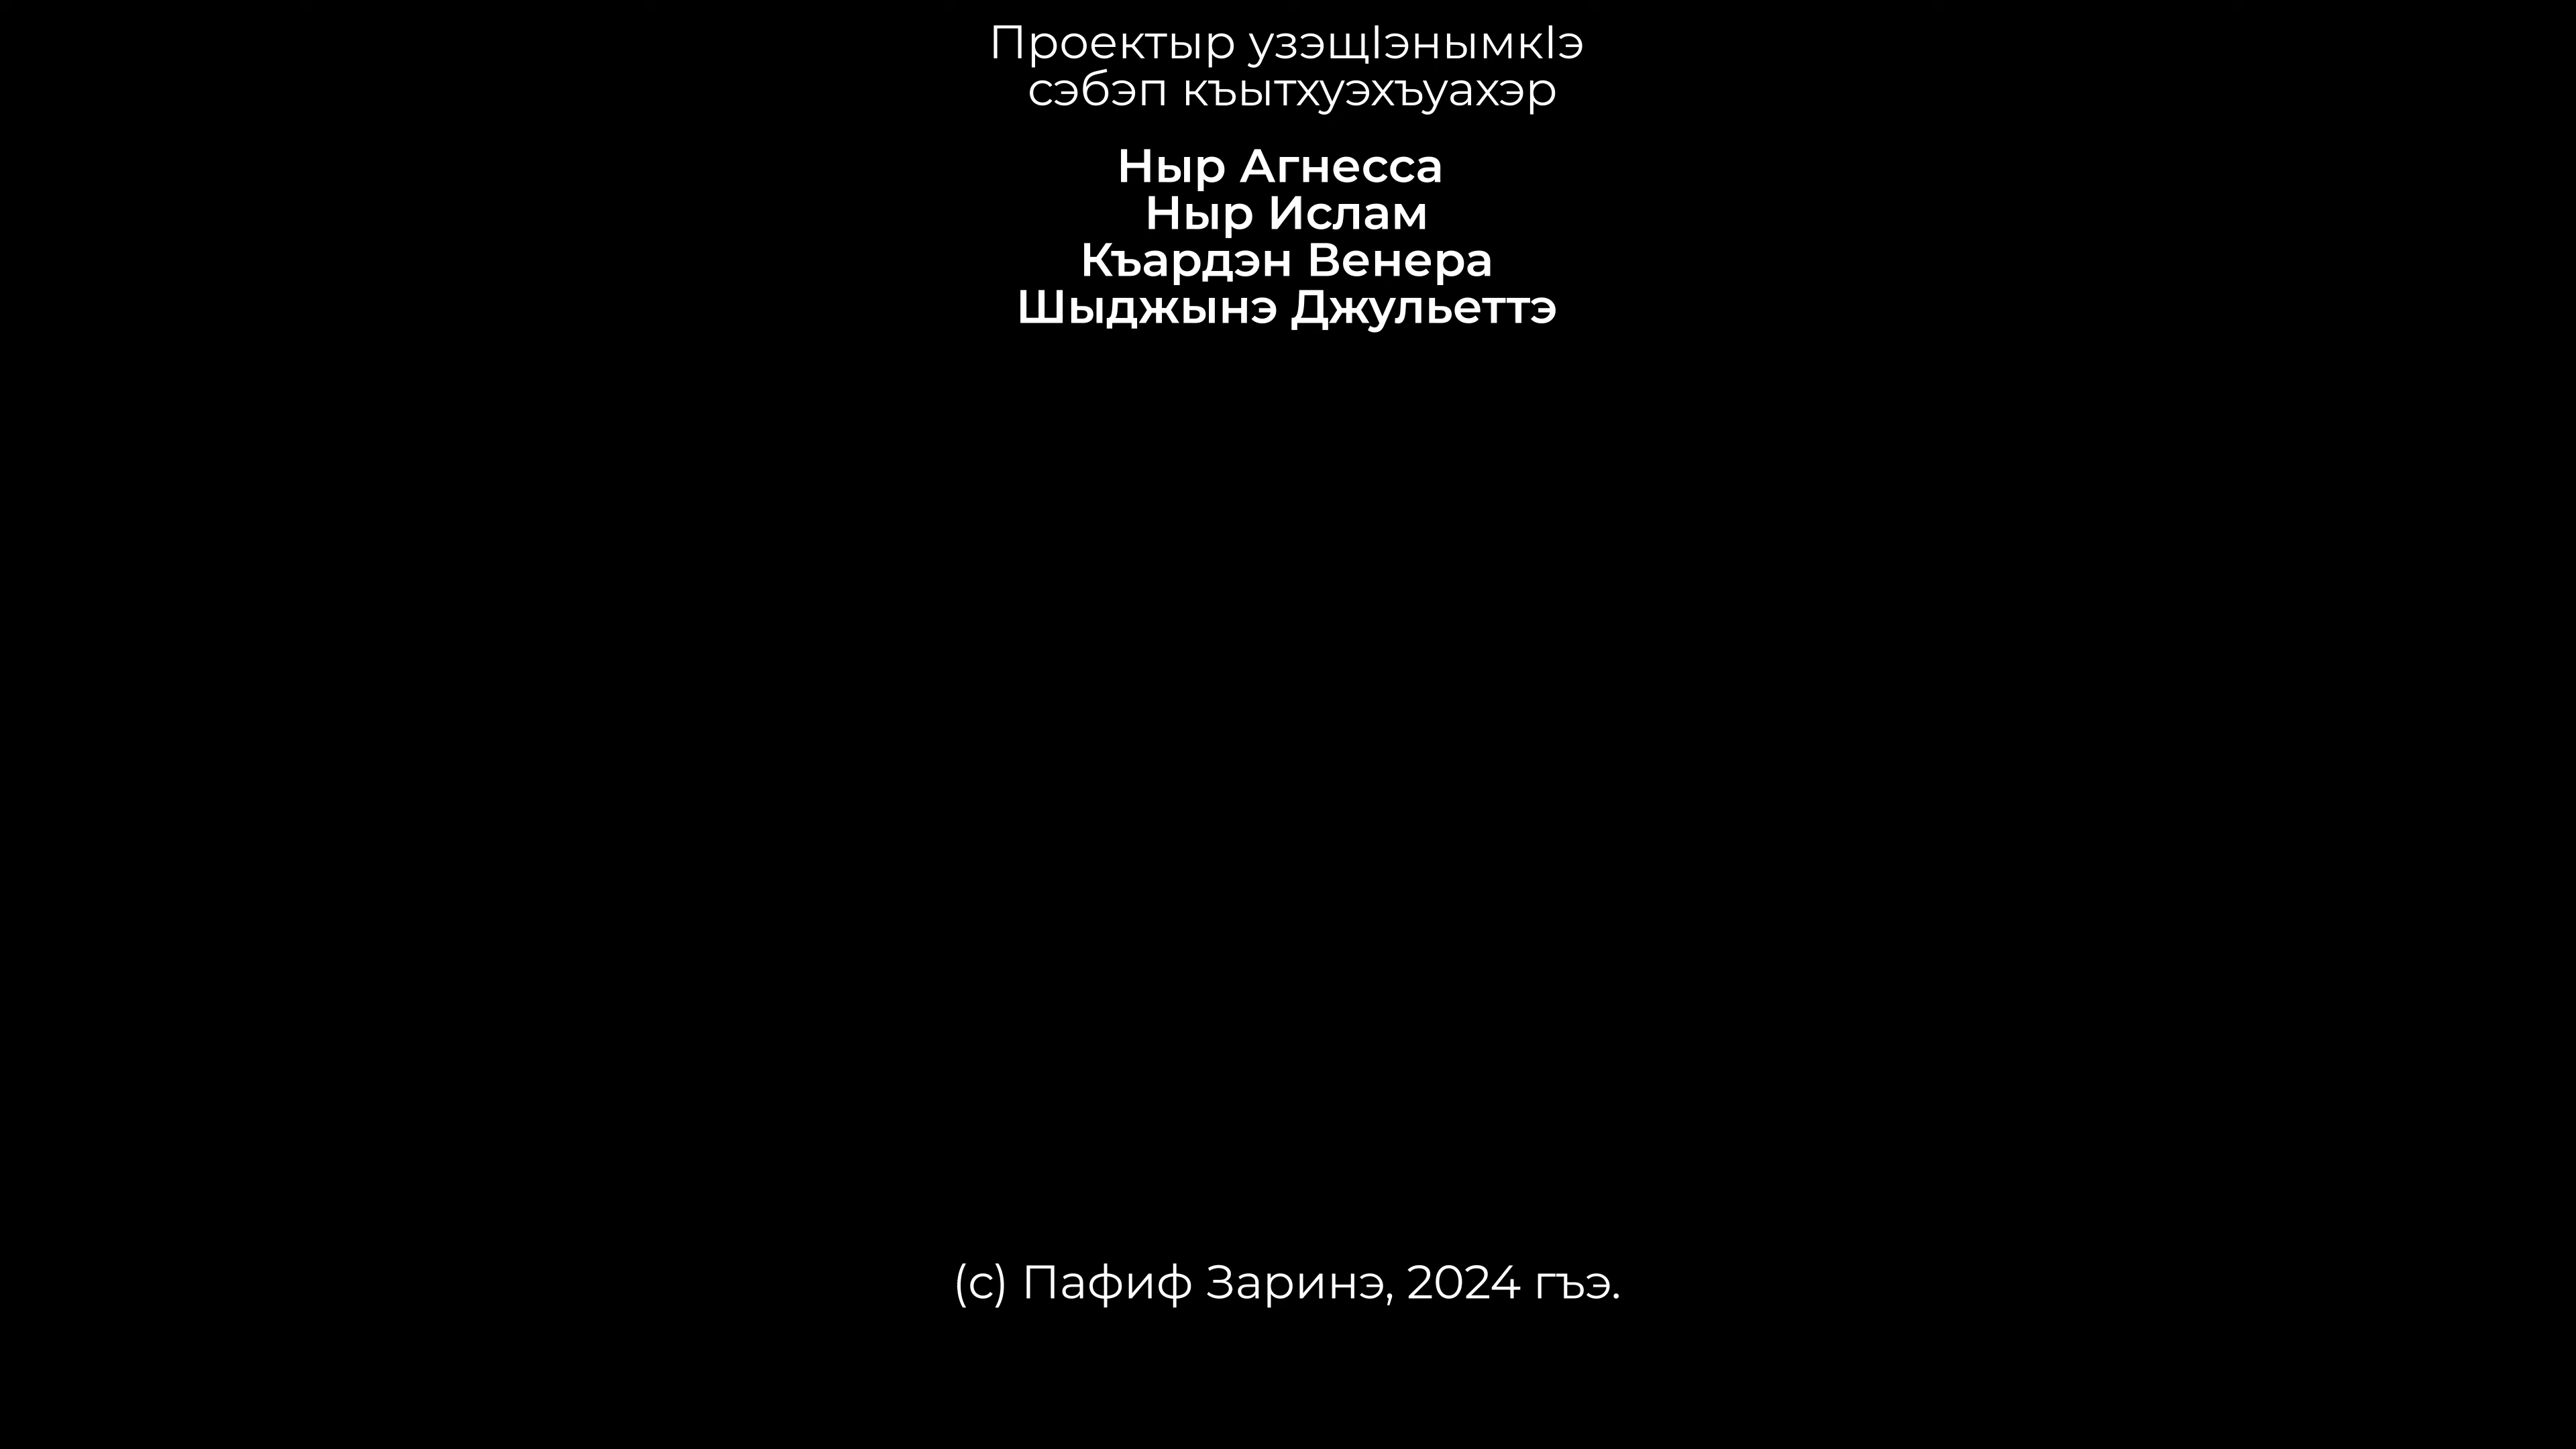 Проектыр узэщӏэнымкӏэ
сэбэп къытхуэхъуахэр
Ныр Агнесса
Ныр Ислам
Къардэн Венера
Шыджынэ Джульеттэ
(с) Пафиф Заринэ, 2024 гъэ.